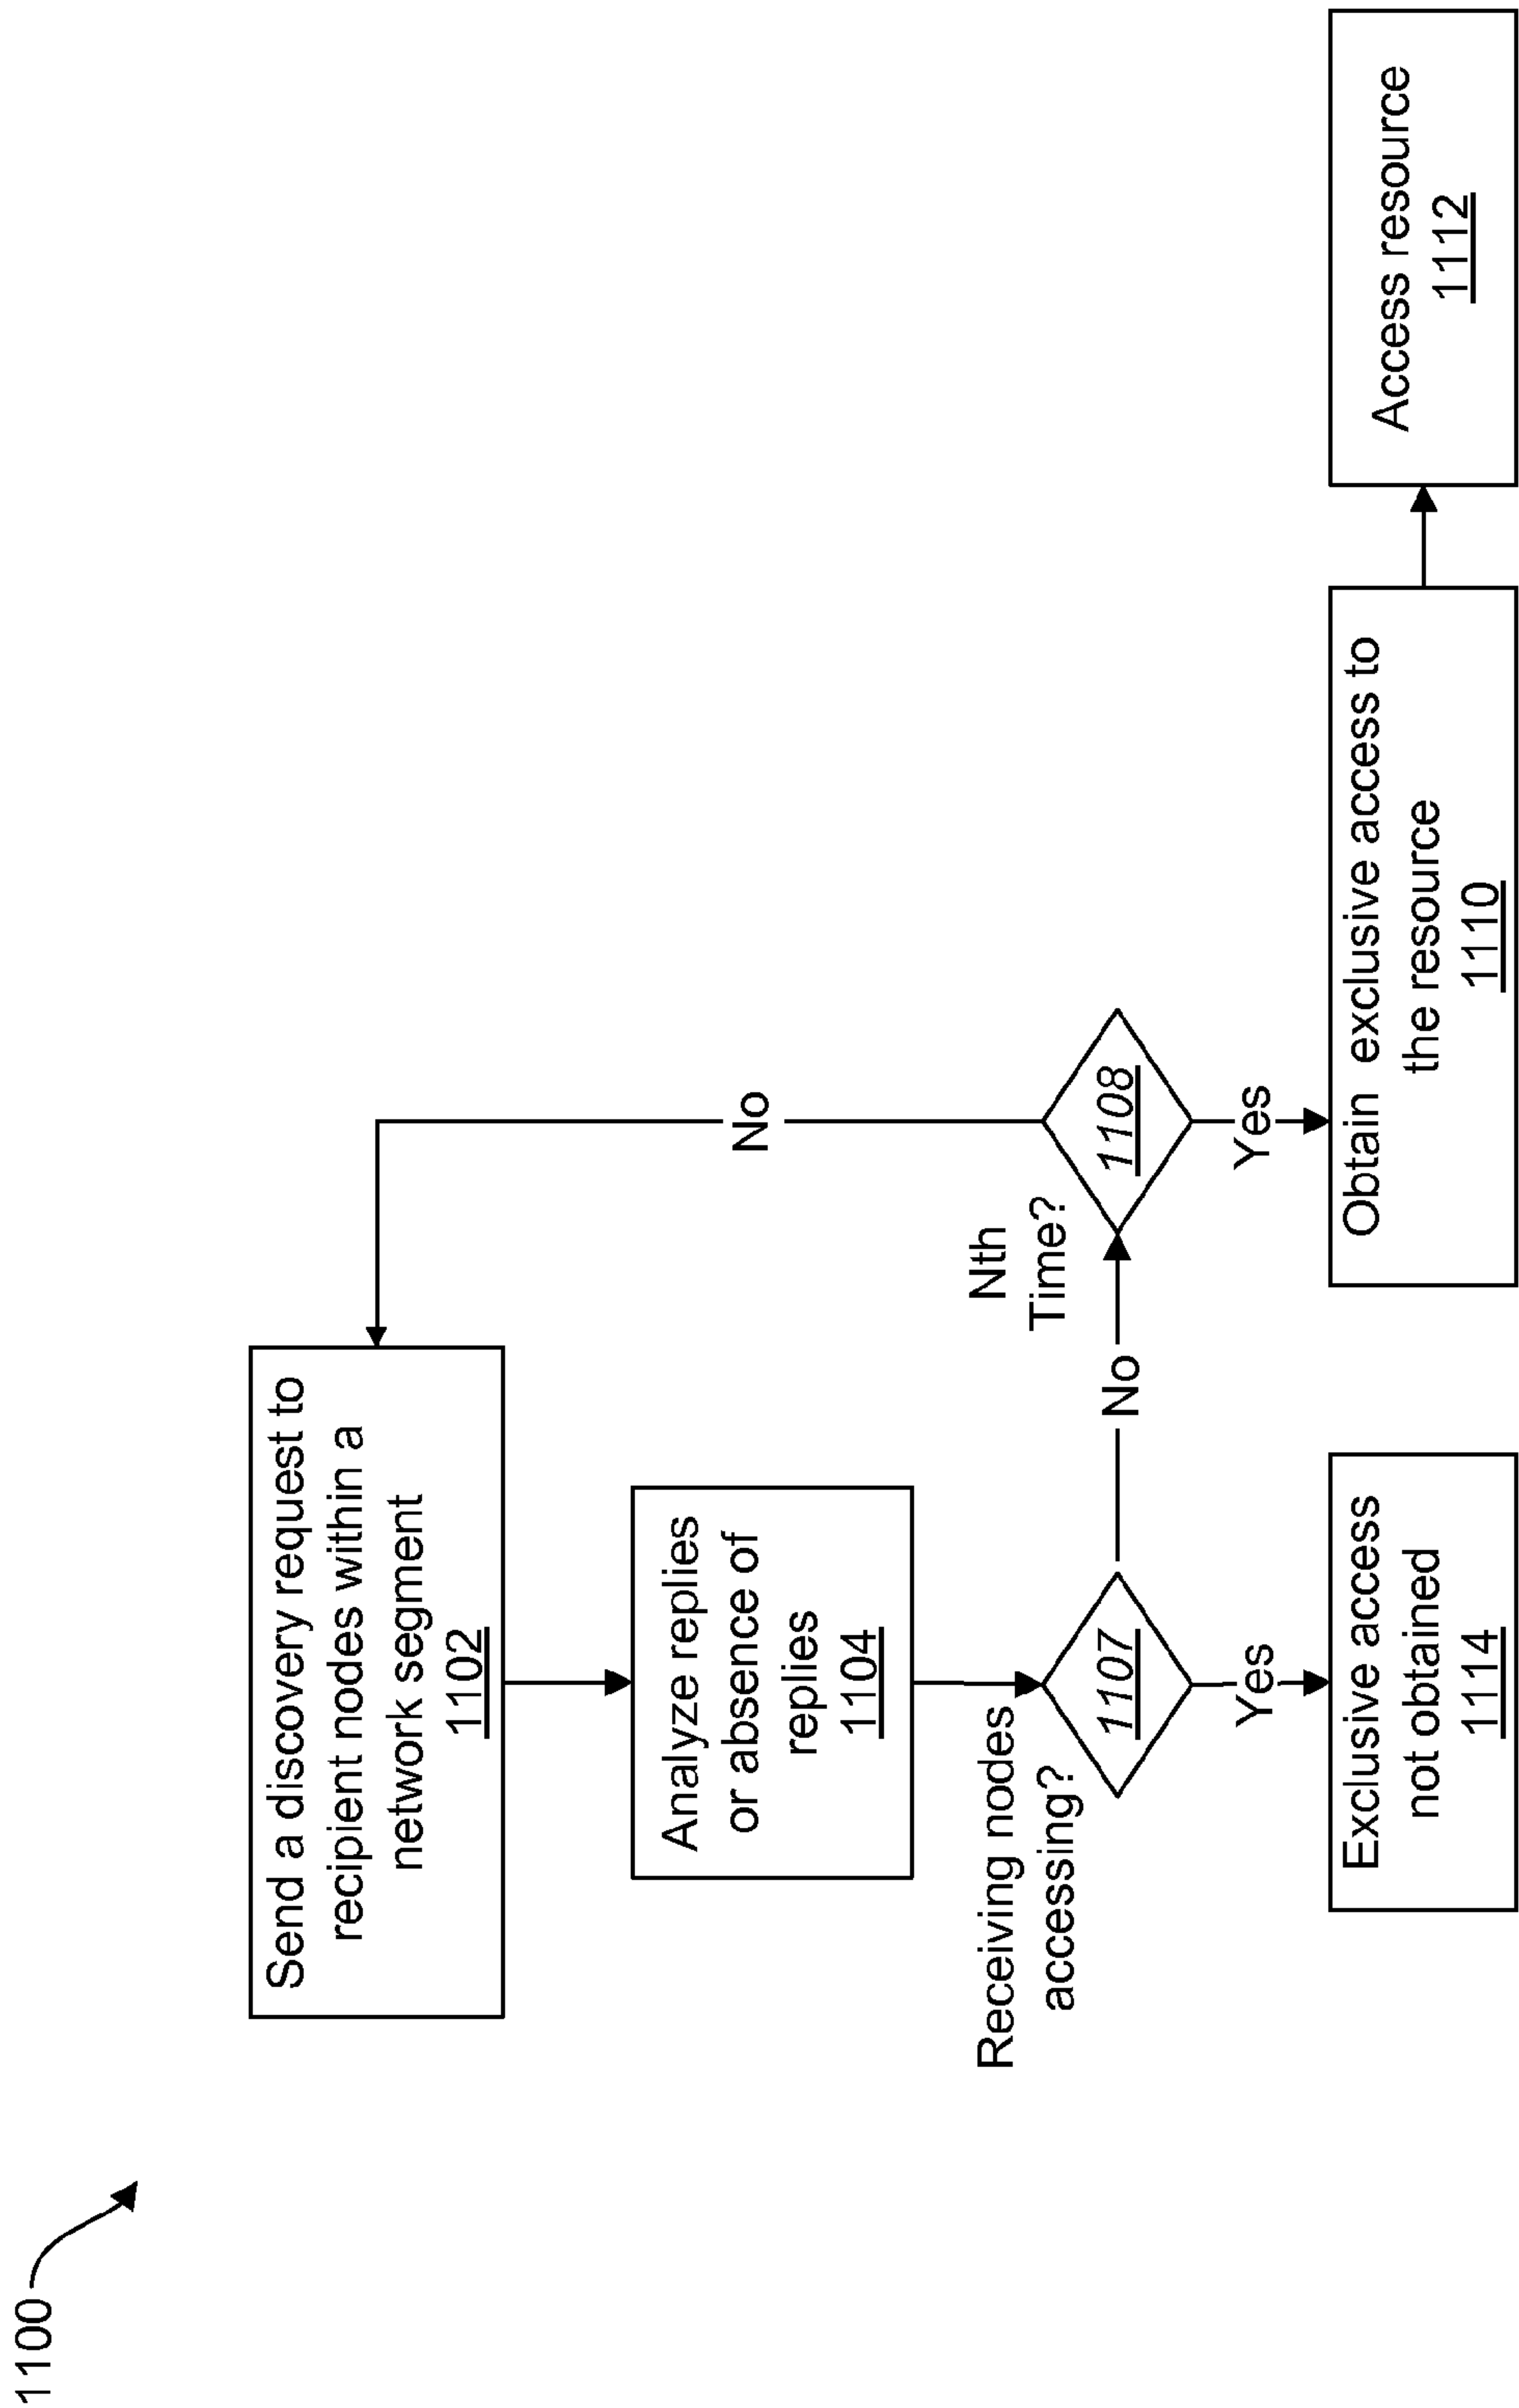 1100
Send a discovery request to
recipient nodes within a
network segment
1102
Analyze replies
or absence of
replies
1104
Receiving nodes
accessing?
1107
No
Nth
Time?
1108
No
Yes
Yes
Exclusive access
not obtained
1114
Obtain exclusive access to
the resource
1110
Access resource
1112